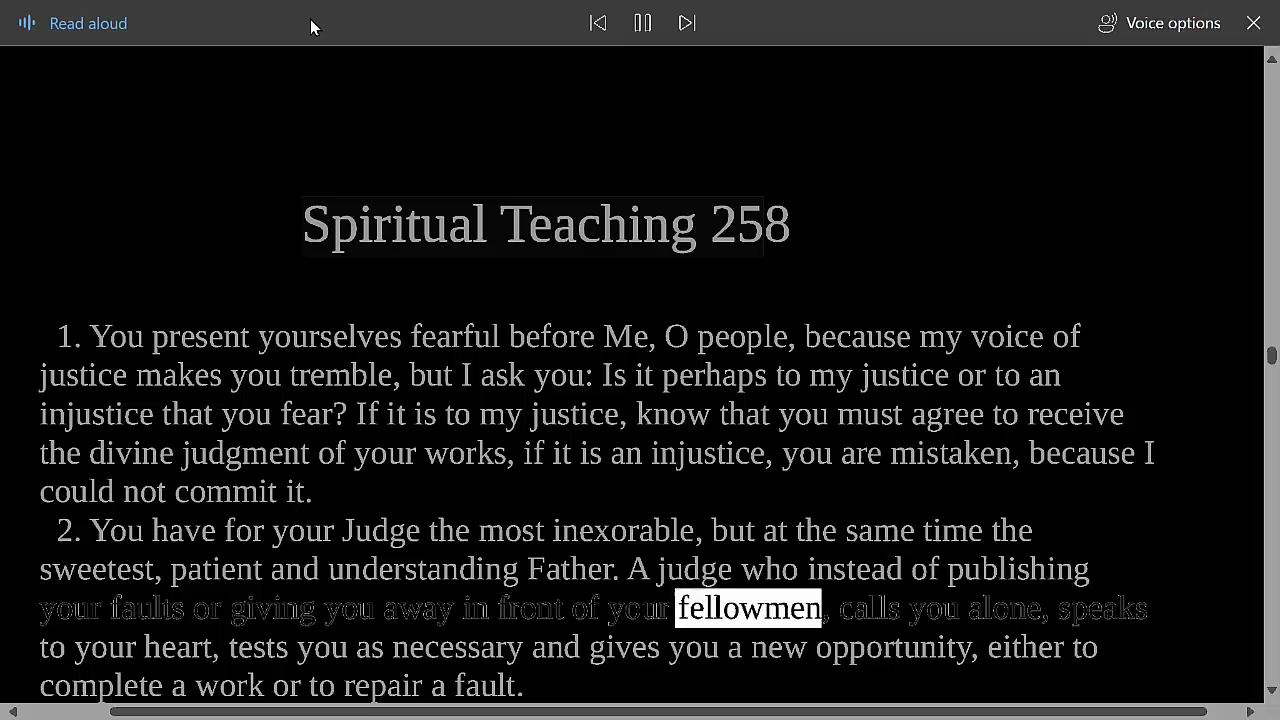 Read aloud
Voice options
Spiritual Teaching 258
1. You present yourselves fearful before Me, O people, because my voice of
justice makes you tremble, but I ask you: Is it perhaps to my justice or to an
injustice that you fear? If it is to my justice, know that you must agree to receive
the divine judgment of your works, if it is an injustice, you are mistaken, because I
could not commit it.
2. You have for your Judge the most inexorable, but at the same time the
sweetest, patient and understanding Father. A judge who instead of publishing
your faults or giving you away in front of your fellowmen, calls you alone, speaks
to your heart, tests you as necessary and gives you a new opportunity, either to
complete a work or to repair a fault.